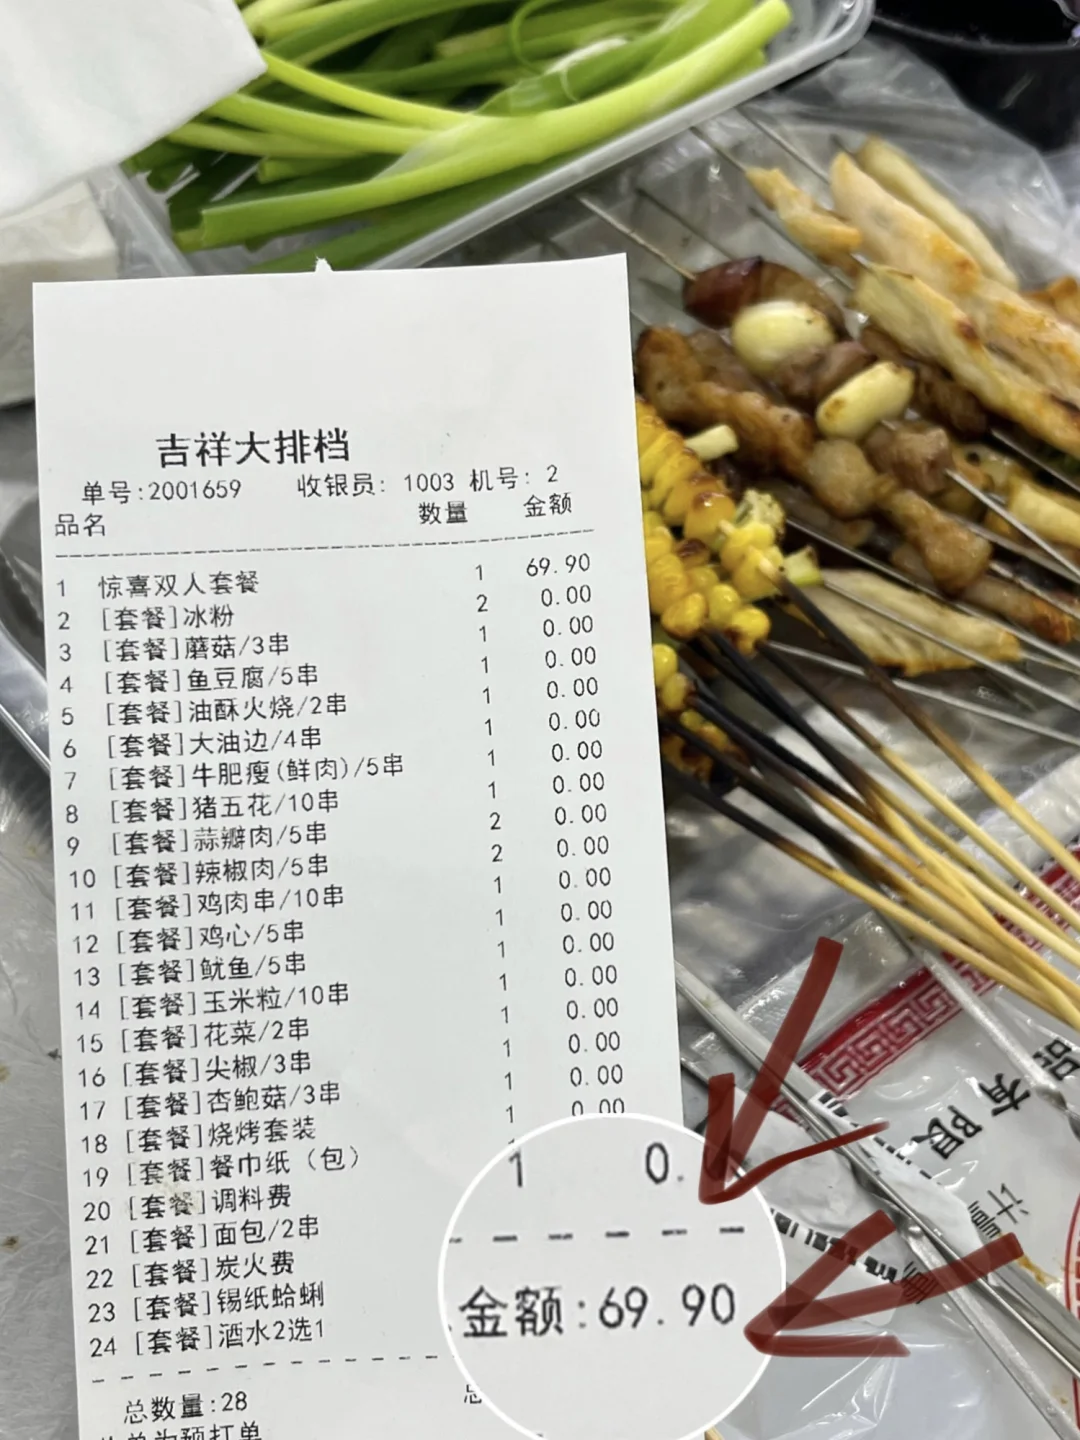 吉祥大排档
单号:2001659 收银员: 1003 机号: 2
品名 数量 金额
1 惊喜双人套餐 1 69.90
2 [套餐]冰粉 2 0.00
3 [套餐]蘑菇/3串 1 0.00
4 [套餐]鱼豆腐/5串 1 0.00
5 [套餐]油酥火烧/2串 1 0.00
6 [套餐]大油边/4串 1 0.00
7 [套餐]牛肥瘦(鲜肉)/5串 1 0.00
8 [套餐]猪五花/10串 1 0.00
9 [套餐]蒜瓣肉/5串 2 0.00
10 [套餐]辣椒肉/5串 2 0.00
11 [套餐]鸡肉串/10串 1 0.00
12 [套餐]鸡心/5串 1 0.00
13 [套餐]鱿鱼/5串 1 0.00
14 [套餐]玉米粒/10串 1 0.00
15 [套餐]花菜/2串 1 0.00
16 [套餐]尖椒/3串 1 0.00
17 [套餐]杏鲍菇/3串 1 0.00
18 [套餐]烧烤套装 1 0.00
19 [套餐]餐巾纸（包）
20 [套餐]调料费
21 [套餐]面包/2串
22 [套餐]炭火费
23 [套餐]锡纸蛤蜊
24 [套餐]酒水2选1
1 0.
金额:69.90
总数量:28
单为预打单
品
有限
计